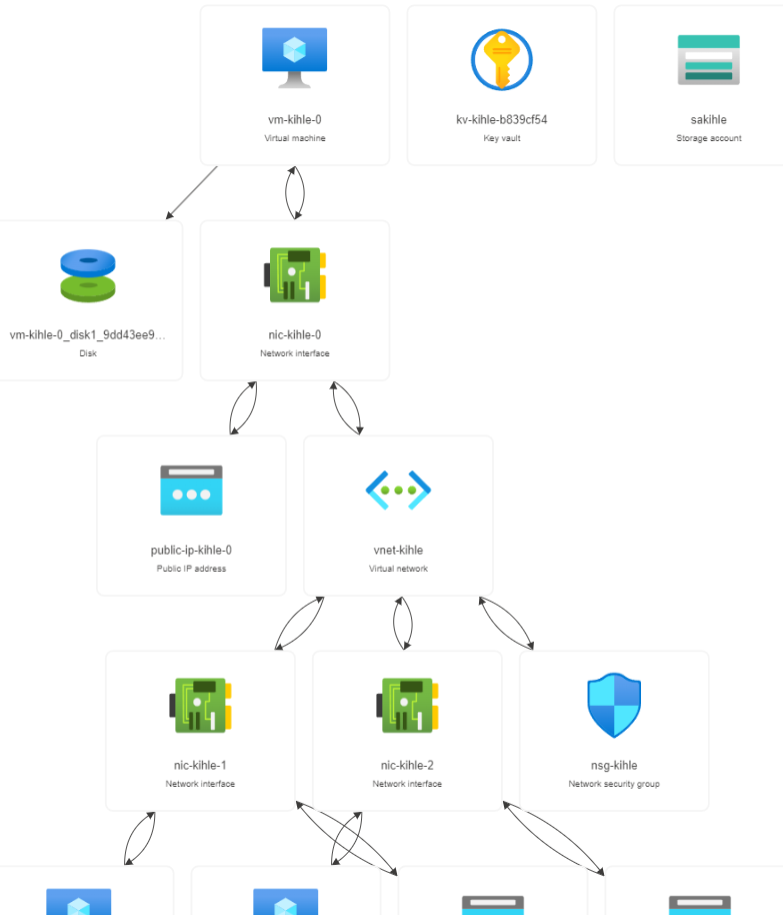 vm-kihle-0
Virtual machine
kv-kihle-b839cf54
Key vault
sakihle
Storage account
vm-kihle-0_disk1_9dd43ee9...
Disk
nic-kihle-0
Network interface
public-ip-kihle-0
Public IP address
vnet-kihle
Virtual network
nic-kihle-1
Network interface
nic-kihle-2
Network interface
nsg-kihle
Network security group